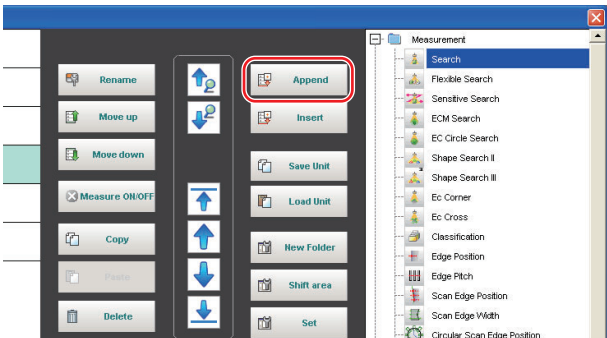 Rename
Move up
Move down
Measure ON/OFF
Copy
Paste
Delete
Append
Insert
Save Unit
Load Unit
New Folder
Shift area
Set
Measurement
Search
Flexible Search
Sensitive Search
ECM Search
EC Circle Search
Shape Search II
Shape Search III
Ec Corner
Ec Cross
Classification
Edge Position
Edge Pitch
Scan Edge Position
Scan Edge Width
Circular Scan Edge Position